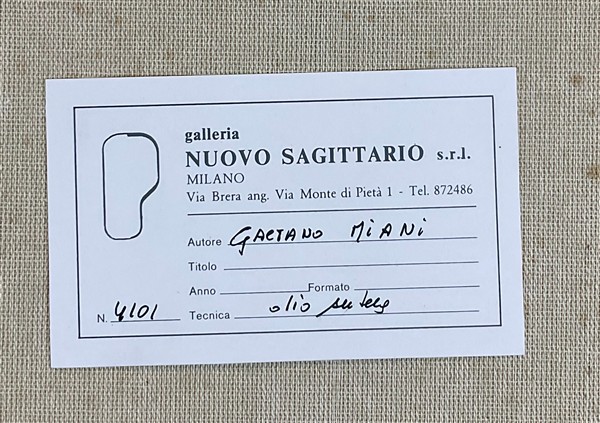 galleria
NUOVO SAGITTARIO s.r.l.
MILANO
Via Brera ang. Via Monte di Pietà 1 - Tel. 872486
Autore GAETANO MIANI
Titolo
Anno Formato
N. 4101 Tecnica olio su tela